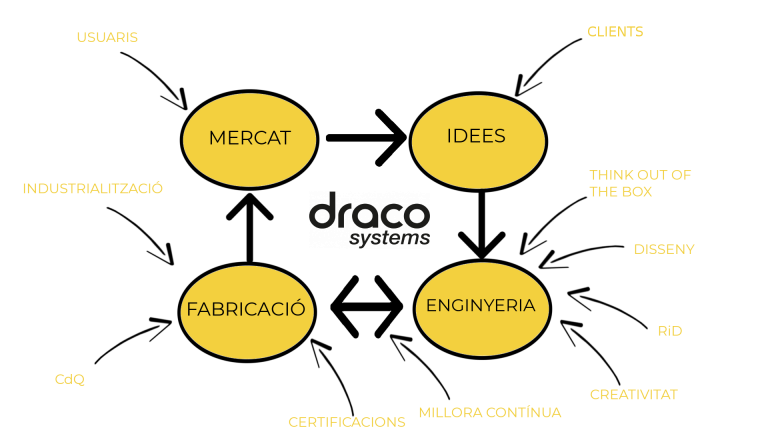 USUARIS
CLIENTS
MERCAT
IDEES
THINK OUT OF
THE BOX
INDUSTRIALITZACIÓ
draco
systems
DISSENY
FABRICACIÓ
ENGINYERIA
RiD
CdQ
CREATIVITAT
CERTIFICACIONS
MILLORA CONTÍNUA